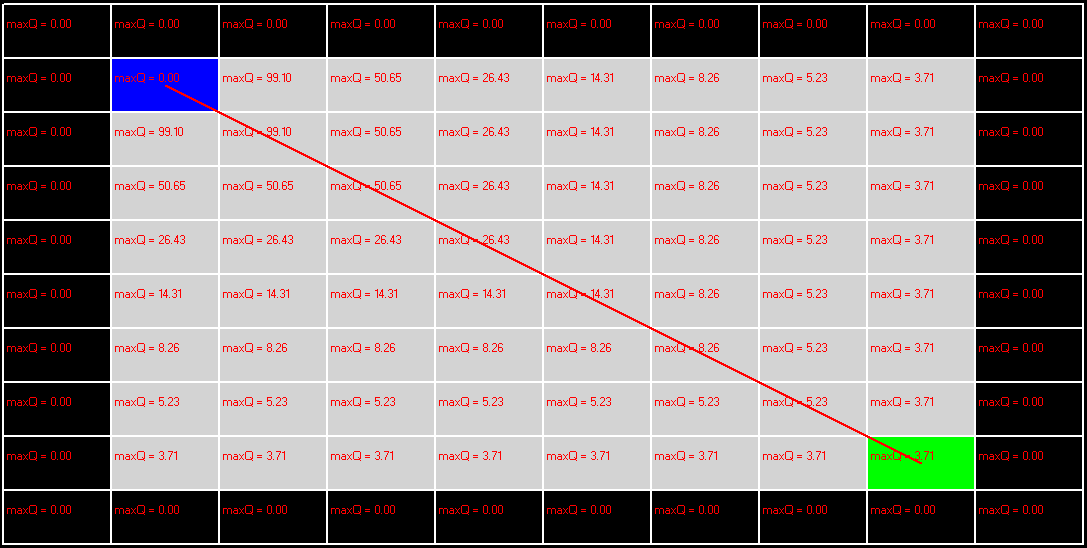 maxQ = 0.00 maxQ = 0.00 maxQ = 0.00 maxQ = 0.00 maxQ = 0.00 maxQ = 0.00 maxQ = 0.00 maxQ = 0.00 maxQ = 0.00 maxQ = 0.00
maxQ = 0.00 maxQ = 0.00 maxQ = 99.10 maxQ = 50.65 maxQ = 26.43 maxQ = 14.31 maxQ = 8.26 maxQ = 5.23 maxQ = 3.71 maxQ = 0.00
maxQ = 0.00 maxQ = 99.10 maxQ = 99.10 maxQ = 50.65 maxQ = 26.43 maxQ = 14.31 maxQ = 8.26 maxQ = 5.23 maxQ = 3.71 maxQ = 0.00
maxQ = 0.00 maxQ = 50.65 maxQ = 50.65 maxQ = 50.65 maxQ = 26.43 maxQ = 14.31 maxQ = 8.26 maxQ = 5.23 maxQ = 3.71 maxQ = 0.00
maxQ = 0.00 maxQ = 26.43 maxQ = 26.43 maxQ = 26.43 maxQ = 26.43 maxQ = 14.31 maxQ = 8.26 maxQ = 5.23 maxQ = 3.71 maxQ = 0.00
maxQ = 0.00 maxQ = 14.31 maxQ = 14.31 maxQ = 14.31 maxQ = 14.31 maxQ = 14.31 maxQ = 8.26 maxQ = 5.23 maxQ = 3.71 maxQ = 0.00
maxQ = 0.00 maxQ = 8.26 maxQ = 8.26 maxQ = 8.26 maxQ = 8.26 maxQ = 8.26 maxQ = 8.26 maxQ = 5.23 maxQ = 3.71 maxQ = 0.00
maxQ = 0.00 maxQ = 5.23 maxQ = 5.23 maxQ = 5.23 maxQ = 5.23 maxQ = 5.23 maxQ = 5.23 maxQ = 5.23 maxQ = 3.71 maxQ = 0.00
maxQ = 0.00 maxQ = 3.71 maxQ = 3.71 maxQ = 3.71 maxQ = 3.71 maxQ = 3.71 maxQ = 3.71 maxQ = 3.71 maxQ = 3.71 maxQ = 0.00
maxQ = 0.00 maxQ = 0.00 maxQ = 0.00 maxQ = 0.00 maxQ = 0.00 maxQ = 0.00 maxQ = 0.00 maxQ = 0.00 maxQ = 0.00 maxQ = 0.00